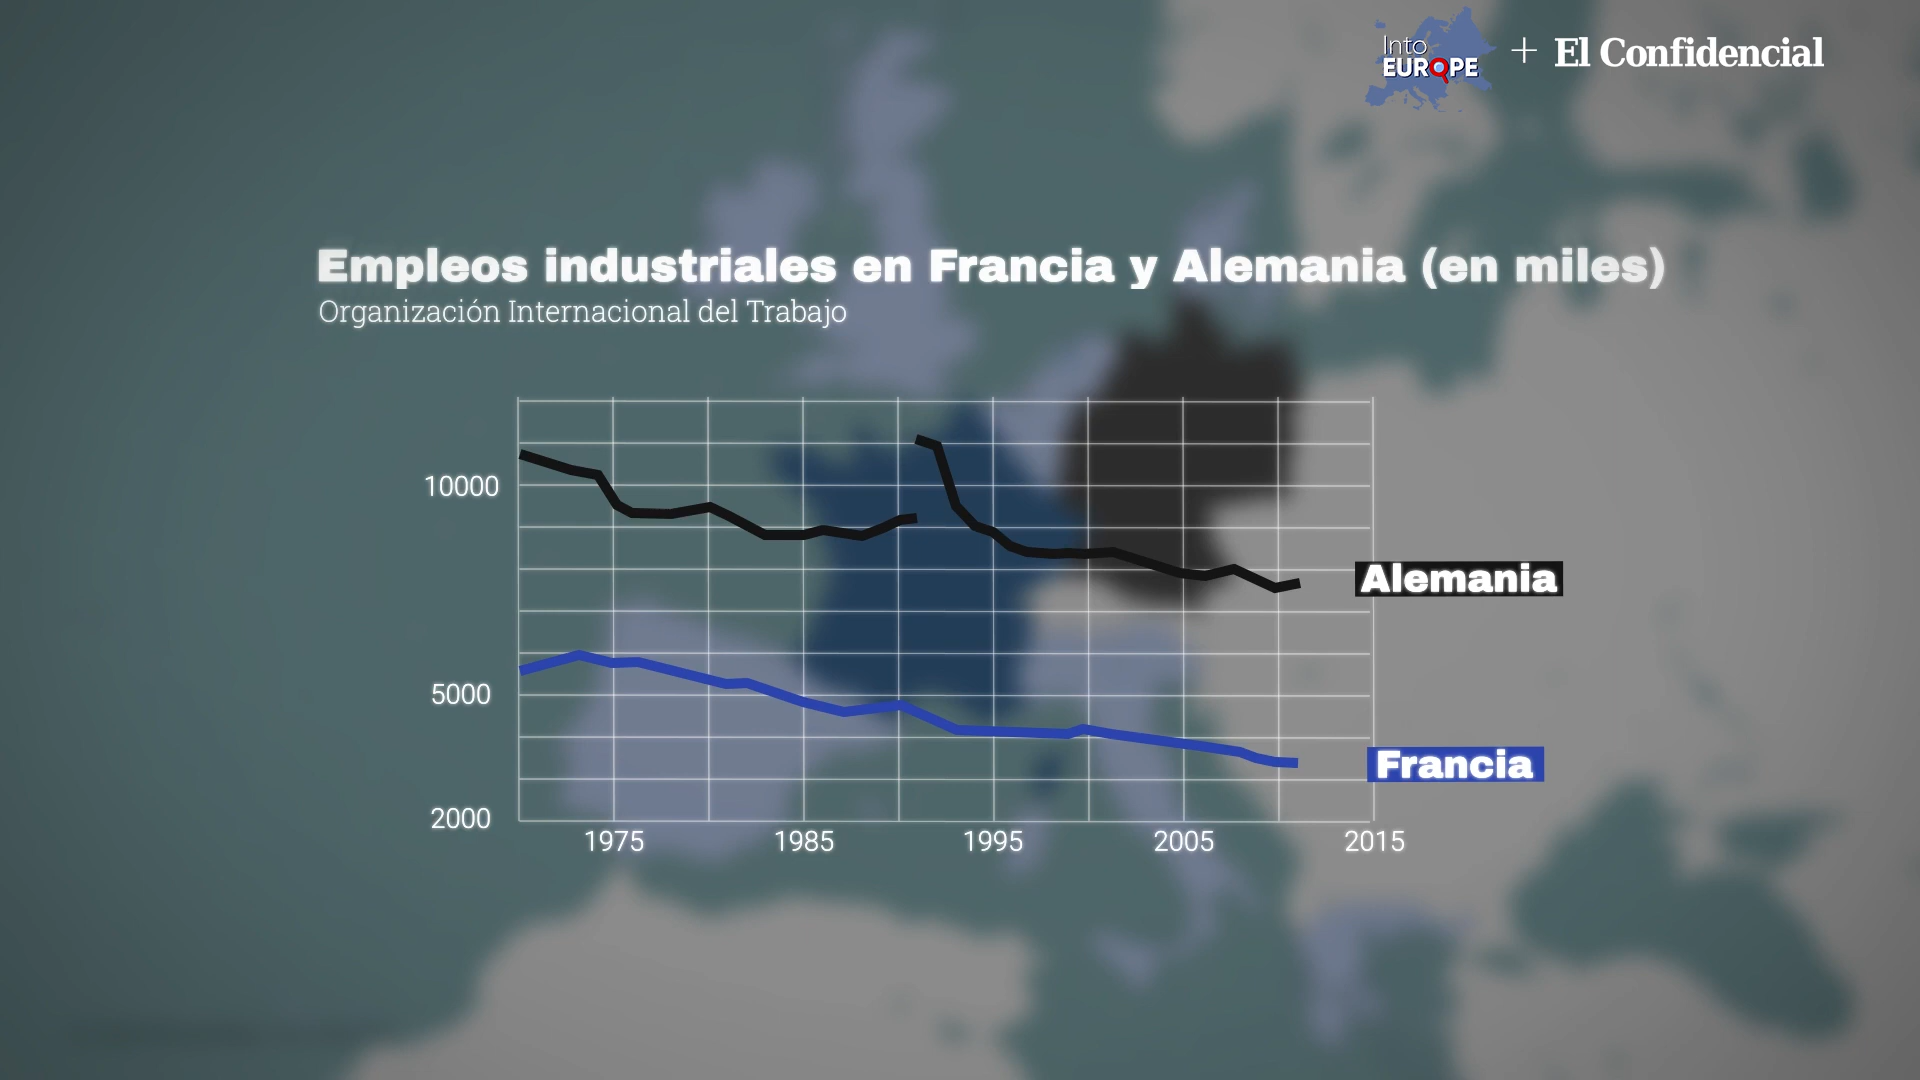 Into
EUROPE
+ El Confidencial
Empleos industriales en Francia y Alemania (en miles)
Organización Internacional del Trabajo
10000
Alemania
5000
Francia
2000
1975 1985 1995 2005 2015